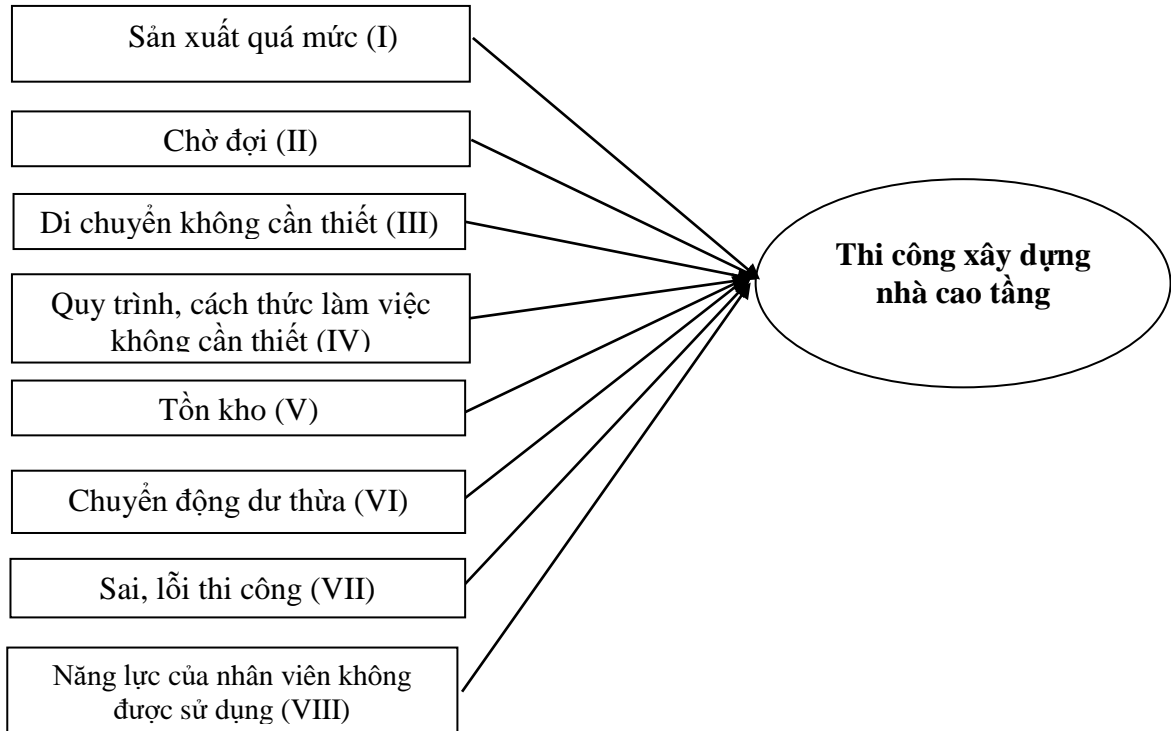 Sản xuất quá mức (I)
Chờ đợi (II)
Di chuyển không cần thiết (III)
Quy trình, cách thức làm việc
không cần thiết (IV)
Tồn kho (V)
Chuyển động dư thừa (VI)
Sai, lỗi thi công (VII)
Năng lực của nhân viên không
được sử dụng (VIII)
Thi công xây dựng
nhà cao tầng